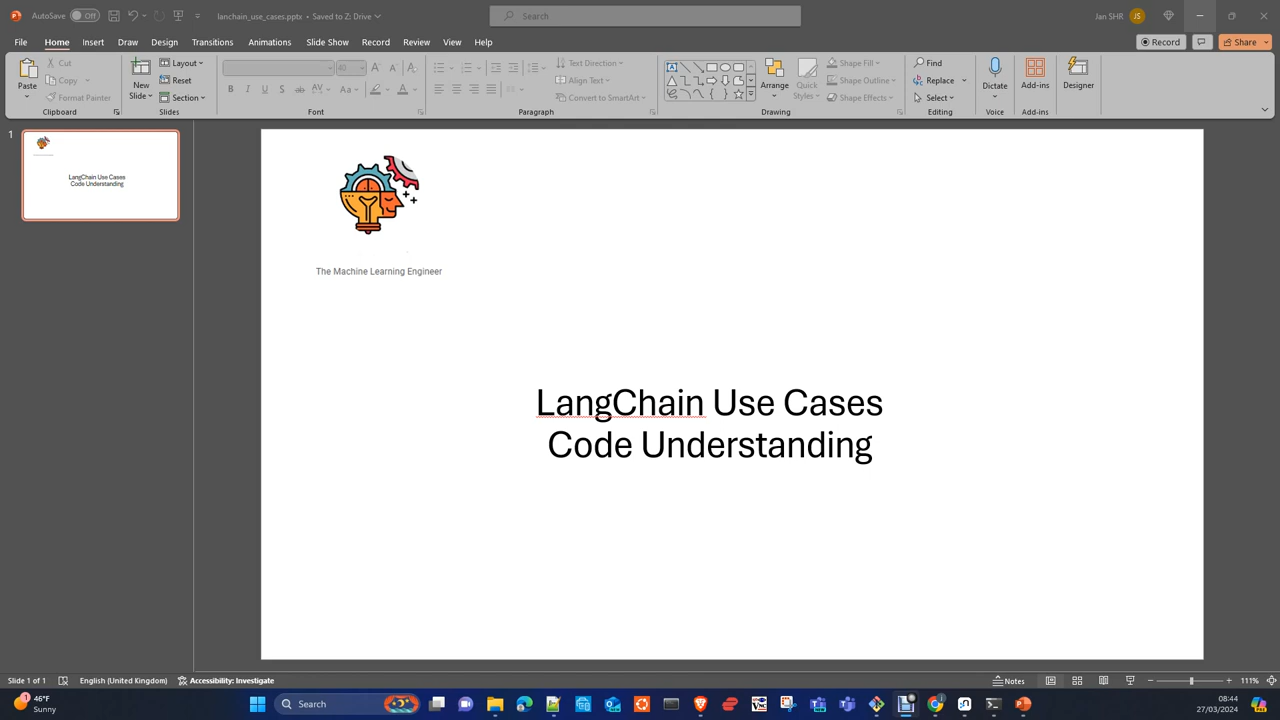 AutoSave
Off
lanchain_use_cases.pptx • Saved to Z: Drive
Search
Jan SHR
JS
File
Home
Insert
Draw
Design
Transitions
Animations
Slide Show
Record
Review
View
Help
Record
Share
Paste
Cut
Copy
Format Painter
Clipboard
New
Slide
Layout
Reset
Section
Slides
40
Font
Text Direction
Align Text
Convert to SmartArt
Paragraph
Arrange
Quick
Styles
Shape Fill
Shape Outline
Shape Effects
Drawing
Find
Replace
Select
Editing
Dictate
Voice
Add-ins
Add-ins
Designer
1
LangChain Use Cases
Code Understanding
The Machine Learning Engineer
LangChain Use Cases
Code Understanding
Slide 1 of 1
English (United Kingdom)
Accessibility: Investigate
Notes
111%
1
46°F
Sunny
Search
08:44
27/03/2024